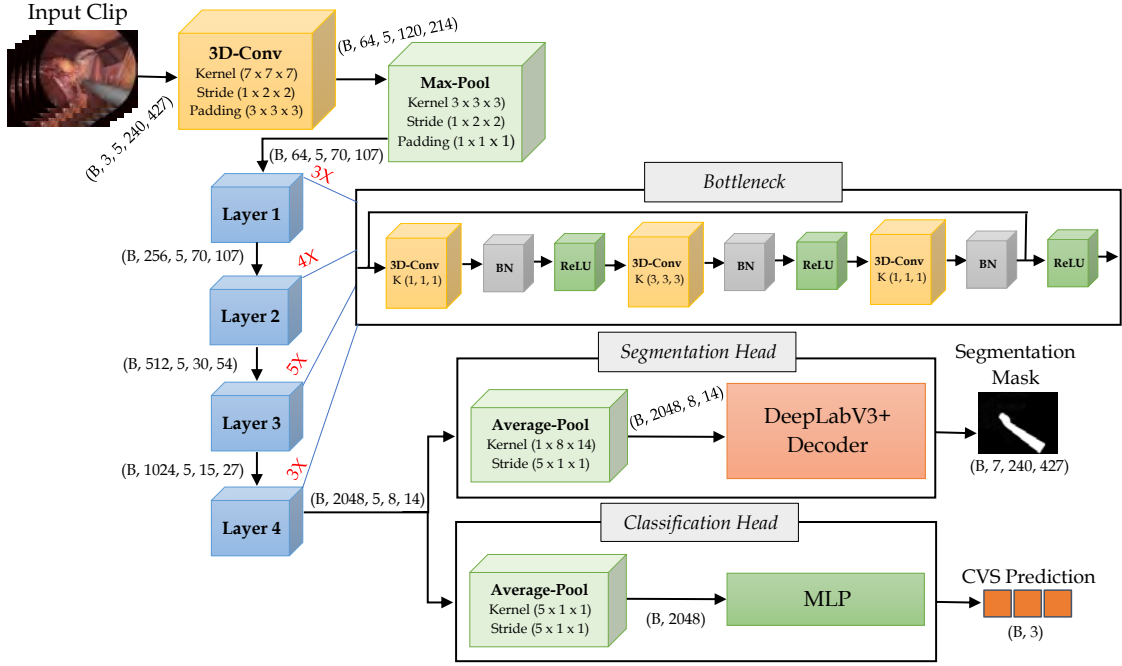 Input Clip
(B, 3, 5, 240, 427)
3D-Conv
Kernel (7 x 7 x 7)
Stride (1 x 2 x 2)
Padding (3 x 3 x 3)
(B, 64, 5, 120, 214)
Max-Pool
Kernel 3 x 3 x 3)
Stride (1 x 2 x 2)
Padding (1 x 1 x 1)
(B, 64, 5, 70, 107)
Layer 1
3X
(B, 256, 5, 70, 107)
Layer 2
4X
(B, 512, 5, 30, 54)
Layer 3
5X
(B, 1024, 5, 15, 27)
Layer 4
3X
(B, 2048, 5, 8, 14)
Bottleneck
3D-Conv
K (1, 1, 1)
BN
ReLU
3D-Conv
K (3, 3, 3)
BN
ReLU
3D-Conv
K (1, 1, 1)
BN
ReLU
Segmentation Head
Average-Pool
Kernel (1 x 8 x 14)
Stride (5 x 1 x 1)
(B, 2048, 8, 14)
DeepLabV3+
Decoder
Segmentation
Mask
(B, 7, 240, 427)
Classification Head
Average-Pool
Kernel (5 x 1 x 1)
Stride (5 x 1 x 1)
(B, 2048)
MLP
CVS Prediction
(B, 3)